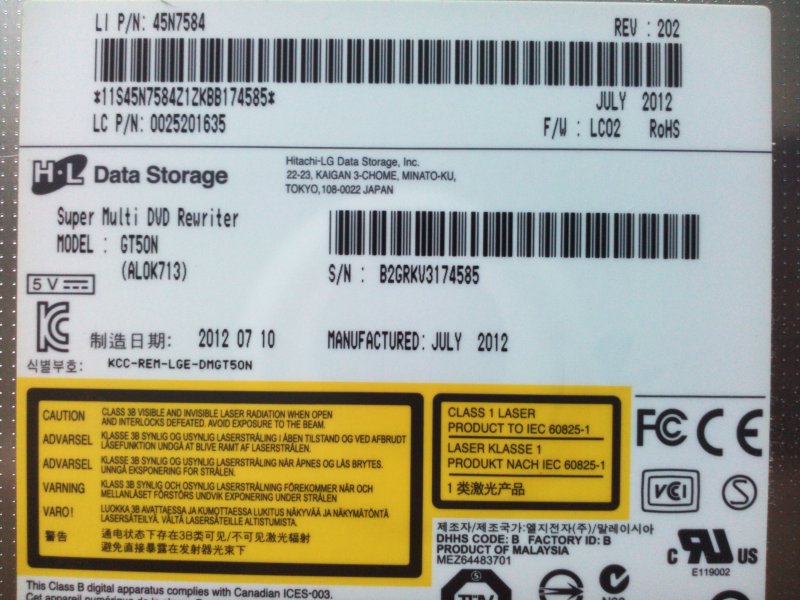 LI P/N: 45N7584
REV : 202
*11S45N7584Z1ZKBB174585*
JULY 2012
LC P/N: 0025201635
F/W : LC02 RoHS
H·L Data Storage
Hitachi-LG Data Storage, Inc.
22-23, KAIGAN 3-CHOME, MINATO-KU,
TOKYO,108-0022 JAPAN
Super Multi DVD Rewriter
MODEL : GT50N
(ALOK713)
S/N : B2GRKV3174585
5 V
KC
制造日期: 2012 07 10
MANUFACTURED: JULY 2012
식별부호: KCC-REM-LGE-DMGT50N
CAUTION CLASS 3B VISIBLE AND INVISIBLE LASER RADIATION WHEN OPEN
AND INTERLOCKS DEFEATED. AVOID EXPOSURE TO THE BEAM.
ADVARSEL KLASSE 3B SYNLIG OG USYNLIG LASERSTRÅLING I ÅBEN TILSTAND OG VED AFBRUDT
LÅSEFUNKTION UNDGÅ AT BLIVE RAMT AF LASERSTRÅLEN.
ADVARSEL KLASSE 3B SYNLIG OG USYNLIG LASERSTRÅLING NÅR ÅPNES OG LÅS BRYTES.
UNNGÅ EKSPONERING FOR STRÅLEN.
VARNING KLASS 3B SYNLIG OCH OSYNLIG LASERSTRÅLING FÖREKOMMER NÄR OCH
MELLANLÅSET FÖRSTÖRS UNDVIK EXPONERING UNDER STRÅLEN
VARO! LUOKKA 3B AVATTAESSA JA KUMOTTAESSA LUKITUS NÄKYVÄÄ JA NÄKYMÄTÖNTÄ
LASERSÄTEILYÄ, VÄLTÄ LASERSÄTEILLE ALTISTUMISTA.
警告 通电状态下存在3B类可见/不可见激光辐射
避免直接暴露在发射器光束下
CLASS 1 LASER
PRODUCT TO IEC 60825-1
LASER KLASSE 1
PRODUKT NACH IEC 60825-1
1 类激光产品
FC CE
VCI S
제조자/제조국가:엘지전자(주)/말레이시아
DHHS CODE: B FACTORY ID: B
PRODUCT OF MALAYSIA
MEZ64483701
c RU US
E119002
This Class B digital apparatus complies with Canadian ICES-003.
Cet appareil numérique de la
TÜV